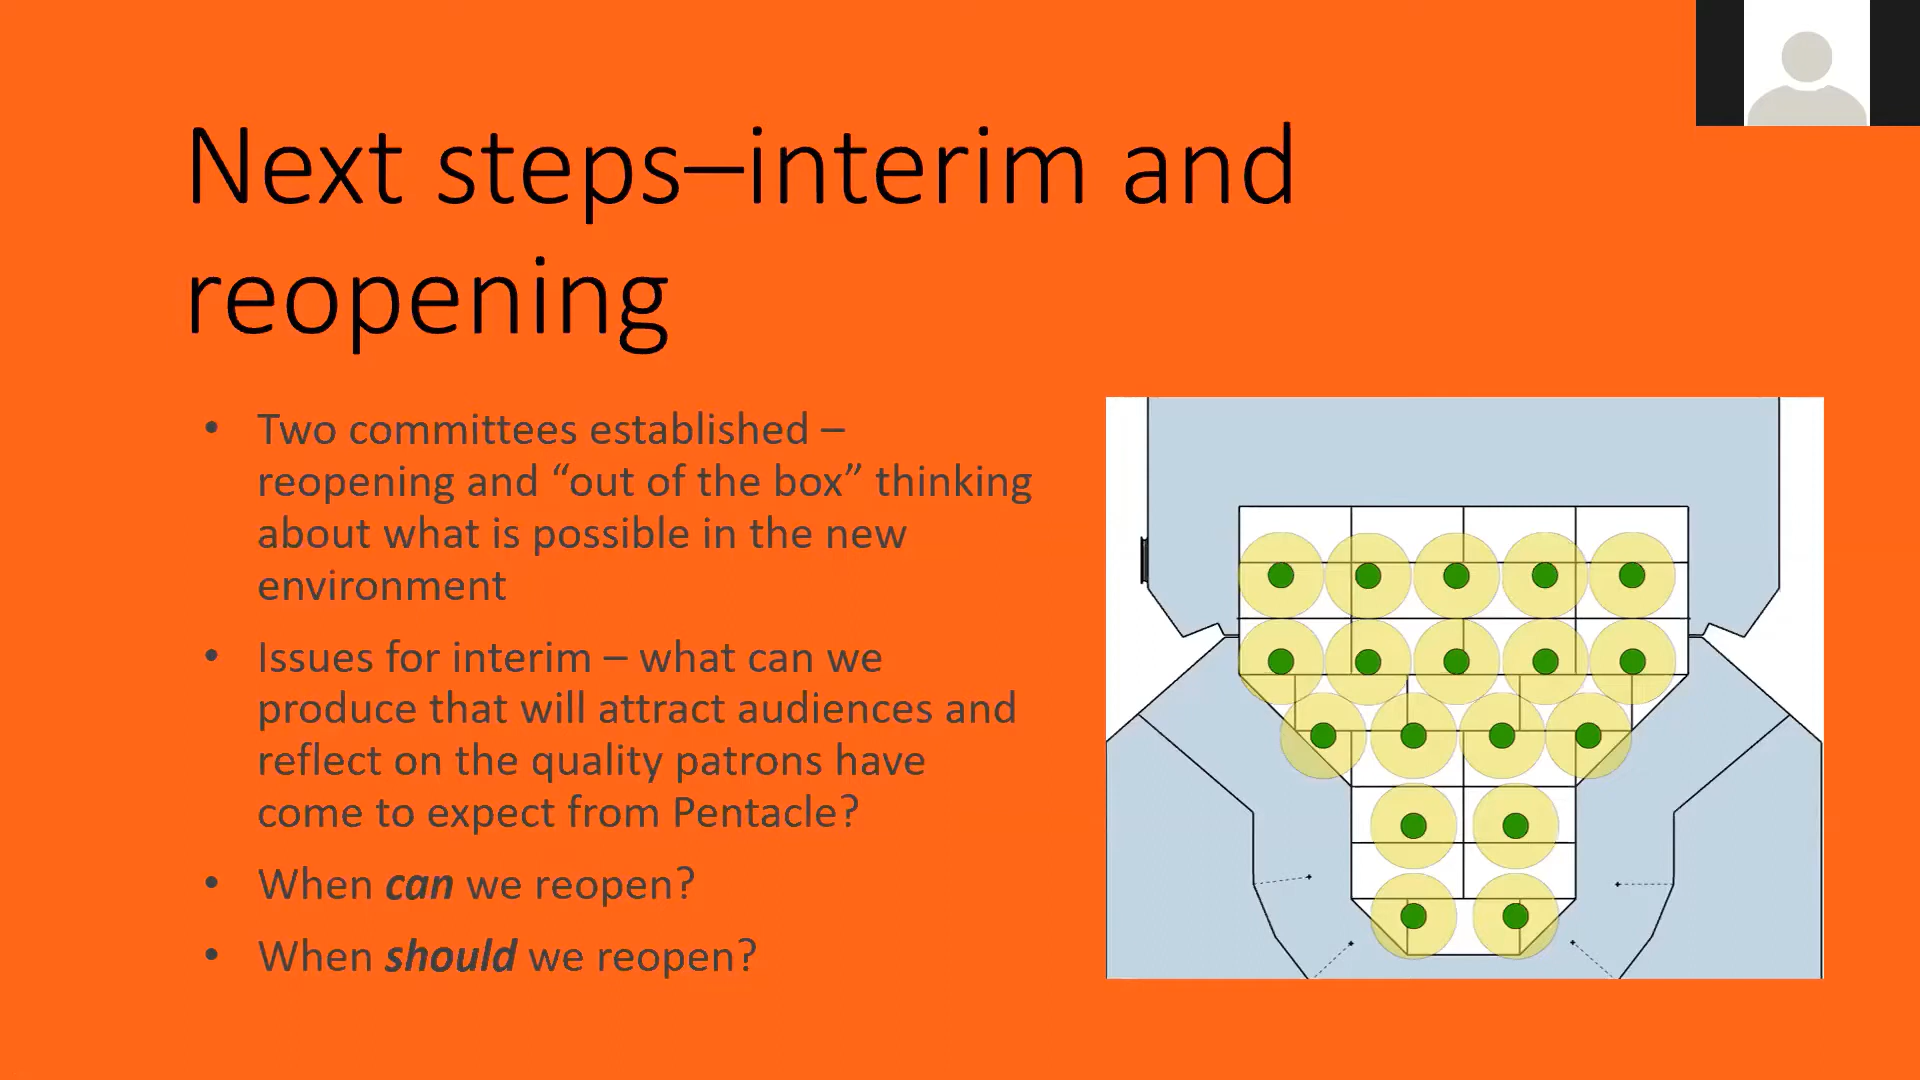 Next steps–interim and
reopening
• Two committees established –
reopening and “out of the box” thinking
about what is possible in the new
environment
• Issues for interim – what can we
produce that will attract audiences and
reflect on the quality patrons have
come to expect from Pentacle?
• When can we reopen?
• When should we reopen?